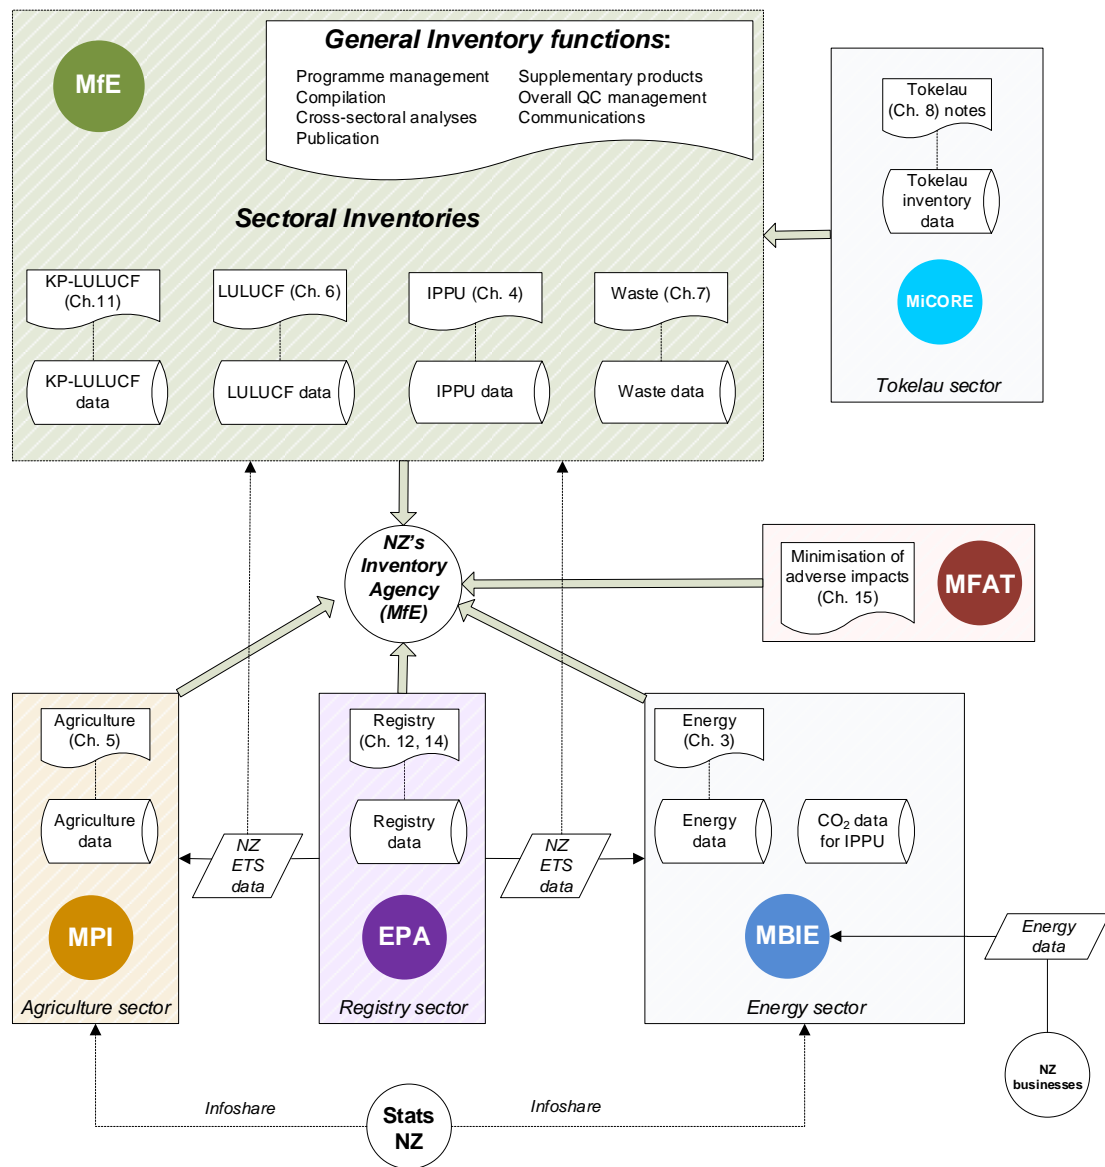 MfE
General Inventory functions:
Programme management
Compilation
Cross-sectoral analyses
Publication
Supplementary products
Overall QC management
Communications
Tokelau
(Ch. 8) notes
Tokelau
inventory
data
MiCORE
Tokelau sector
Sectoral Inventories
KP-LULUCF
(Ch.11)
LULUCF (Ch. 6)
IPPU (Ch. 4)
Waste (Ch.7)
KP-LULUCF
data
LULUCF data
IPPU data
Waste data
NZ's
Inventory
Agency
(MfE)
Minimisation of
adverse impacts
(Ch. 15)
MFAT
Agriculture
(Ch. 5)
Agriculture
data
MPI
Agriculture sector
NZ
ETS
data
Registry
(Ch. 12, 14)
Registry
data
EPA
Registry sector
NZ
ETS
data
Energy
(Ch. 3)
Energy
data
CO₂ data
for IPPU
MBIE
Energy sector
Energy
data
NZ
businesses
Infoshare
Stats
NZ
Infoshare